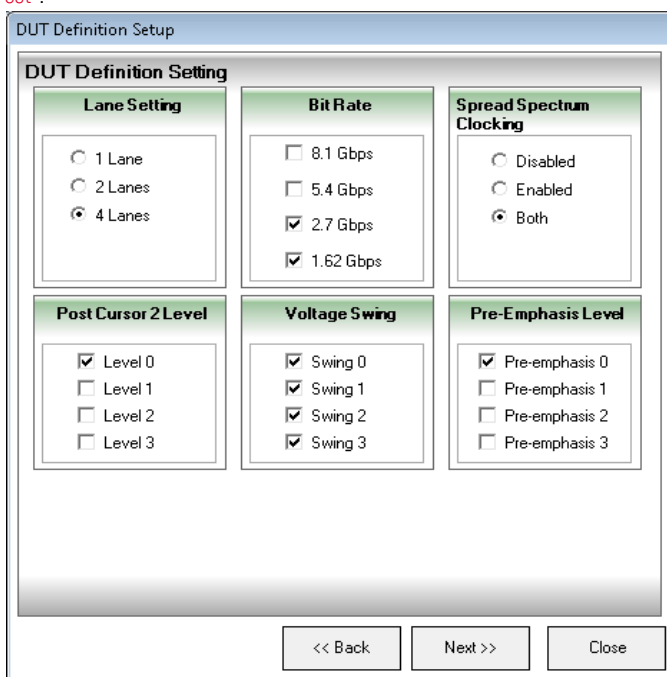 out .
DUT Definition Setup
DUT Definition Setting
Lane Setting
1 Lane
2 Lanes
4 Lanes
Bit Rate
8.1 Gbps
5.4 Gbps
2.7 Gbps
1.62 Gbps
Spread Spectrum
Clocking
Disabled
Enabled
Both
Post Cursor 2 Level
Level 0
Level 1
Level 2
Level 3
Voltage Swing
Swing 0
Swing 1
Swing 2
Swing 3
Pre-Emphasis Level
Pre-emphasis 0
Pre-emphasis 1
Pre-emphasis 2
Pre-emphasis 3
<< Back
Next >>
Close